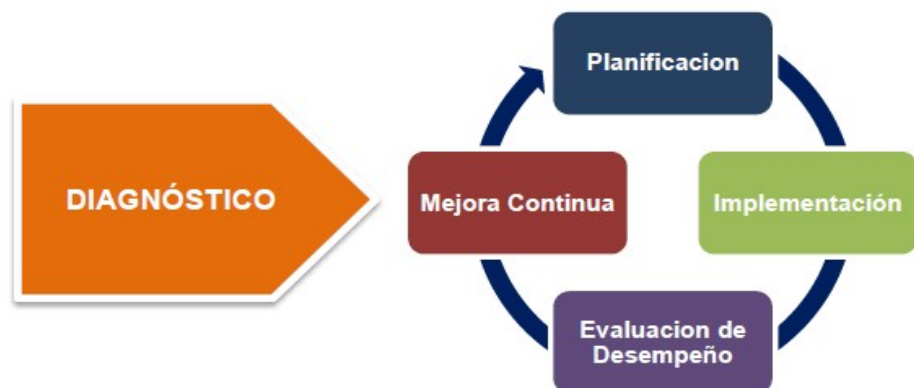 DIAGNÓSTICO
Planificacion
Implementación
Evaluacion de
Desempeño
Mejora Continua